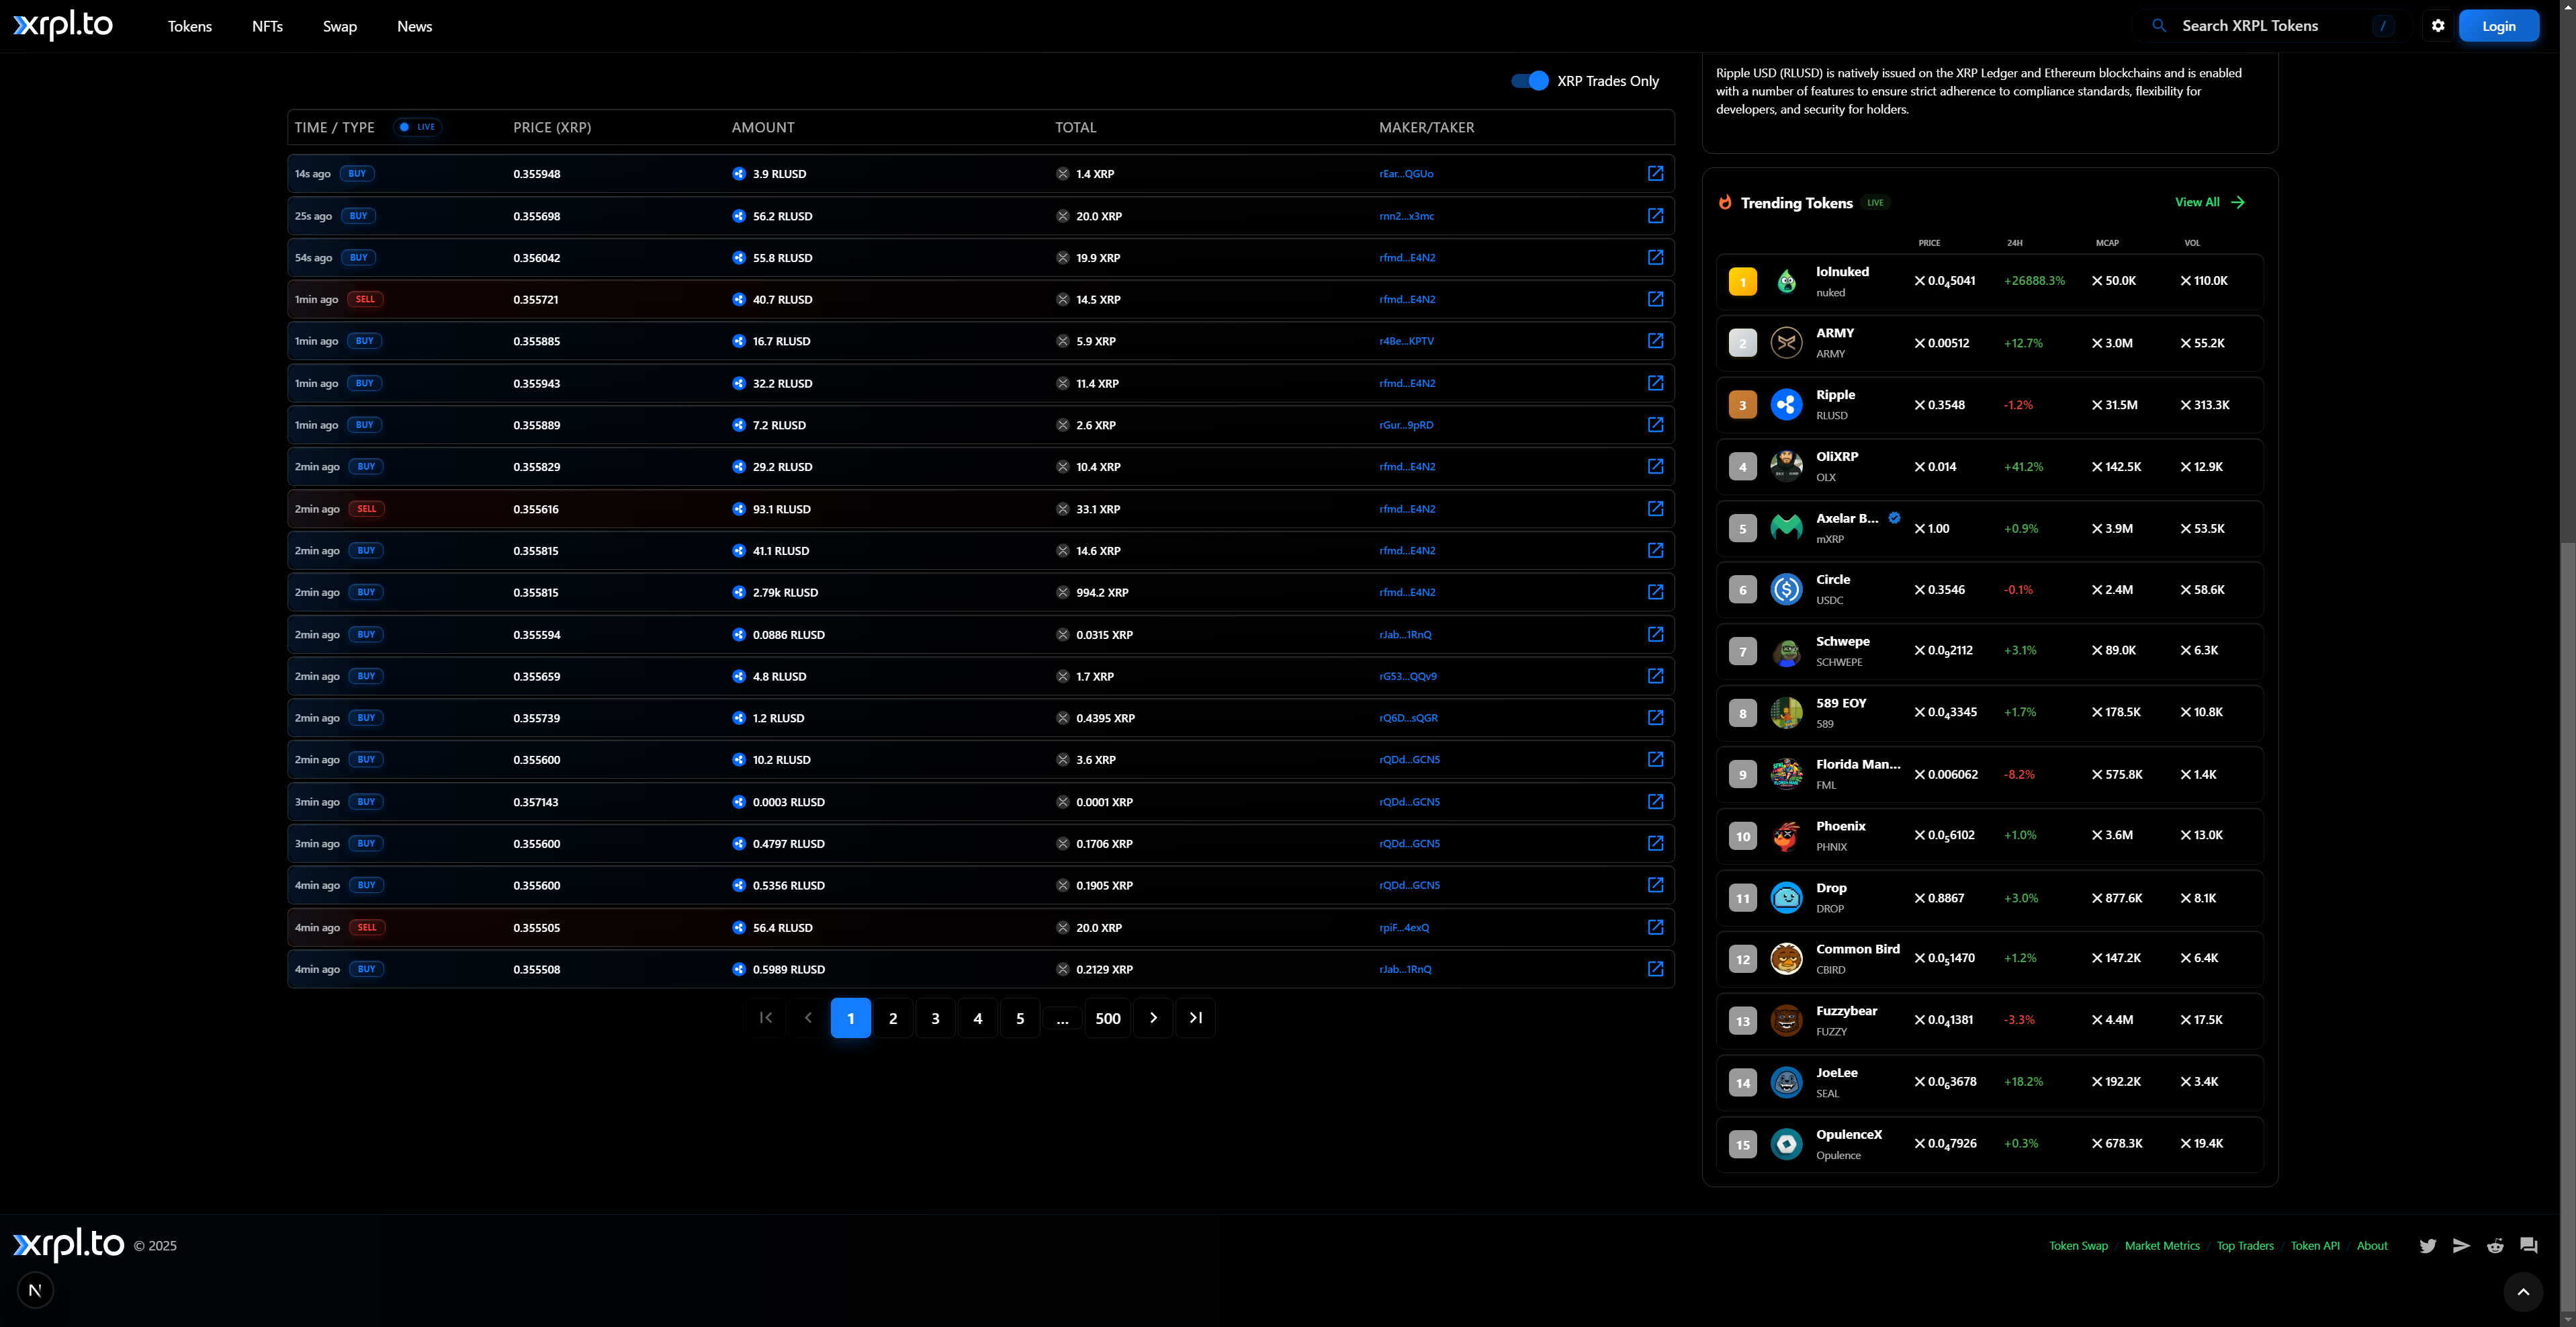 xrpl.to Tokens NFTs Swap News Search XRPL Tokens / Login
XRP Trades Only
TIME / TYPE LIVE PRICE (XRP) AMOUNT TOTAL MAKER/TAKER
14s ago BUY 0.355948 3.9 RLUSD 1.4 XRP rEar...QGUo
25s ago BUY 0.355698 56.2 RLUSD 20.0 XRP rnn2...x3mc
54s ago BUY 0.356042 55.8 RLUSD 19.9 XRP rfmd...E4N2
1min ago SELL 0.355721 40.7 RLUSD 14.5 XRP rfmd...E4N2
1min ago BUY 0.355885 16.7 RLUSD 5.9 XRP r4Be...KPTV
1min ago BUY 0.355943 32.2 RLUSD 11.4 XRP rfmd...E4N2
1min ago BUY 0.355889 7.2 RLUSD 2.6 XRP rGur...9pRD
2min ago BUY 0.355829 29.2 RLUSD 10.4 XRP rfmd...E4N2
2min ago SELL 0.355616 93.1 RLUSD 33.1 XRP rfmd...E4N2
2min ago BUY 0.355815 41.1 RLUSD 14.6 XRP rfmd...E4N2
2min ago BUY 0.355815 2.79k RLUSD 994.2 XRP rfmd...E4N2
2min ago BUY 0.355594 0.0886 RLUSD 0.0315 XRP rJab...1RnQ
2min ago BUY 0.355659 4.8 RLUSD 1.7 XRP rG53...QQv9
2min ago BUY 0.355739 1.2 RLUSD 0.4395 XRP rQ6D...sQGR
2min ago BUY 0.355600 10.2 RLUSD 3.6 XRP rQDd...GCN5
3min ago BUY 0.357143 0.0003 RLUSD 0.0001 XRP rQDd...GCN5
3min ago BUY 0.355600 0.4797 RLUSD 0.1706 XRP rQDd...GCN5
4min ago BUY 0.355600 0.5356 RLUSD 0.1905 XRP rQDd...GCN5
4min ago SELL 0.355505 56.4 RLUSD 20.0 XRP rpiF...4exQ
4min ago BUY 0.355508 0.5989 RLUSD 0.2129 XRP rJab...1RnQ
1 2 3 4 5 ... 500
Ripple USD (RLUSD) is natively issued on the XRP Ledger and Ethereum blockchains and is enabled
with a number of features to ensure strict adherence to compliance standards, flexibility for
developers, and security for holders.
Trending Tokens LIVE View All
PRICE 24H MCAP VOL
1 lolnuked ✕ 0.0₄5041 +26888.3% ✕ 50.0K ✕ 110.0K
nuked
2 ARMY ✕ 0.00512 +12.7% ✕ 3.0M ✕ 55.2K
ARMY
3 Ripple ✕ 0.3548 -1.2% ✕ 31.5M ✕ 313.3K
RLUSD
4 OliXRP ✕ 0.014 +41.2% ✕ 142.5K ✕ 12.9K
OLX
5 Axelar B... ✕ 1.00 +0.9% ✕ 3.9M ✕ 53.5K
mXRP
6 Circle ✕ 0.3546 -0.1% ✕ 2.4M ✕ 58.6K
USDC
7 Schwepe ✕ 0.0₉2112 +3.1% ✕ 89.0K ✕ 6.3K
SCHWEPE
8 589 EOY ✕ 0.0₄3345 +1.7% ✕ 178.5K ✕ 10.8K
589
9 Florida Man... ✕ 0.006062 -8.2% ✕ 575.8K ✕ 1.4K
FML
10 Phoenix ✕ 0.0₅6102 +1.0% ✕ 3.6M ✕ 13.0K
PHNIX
11 Drop ✕ 0.8867 +3.0% ✕ 877.6K ✕ 8.1K
DROP
12 Common Bird ✕ 0.0₅1470 +1.2% ✕ 147.2K ✕ 6.4K
CBIRD
13 Fuzzybear ✕ 0.0₄1381 -3.3% ✕ 4.4M ✕ 17.5K
FUZZY
14 JoeLee ✕ 0.0₆3678 +18.2% ✕ 192.2K ✕ 3.4K
SEAL
15 OpulenceX ✕ 0.0₄7926 +0.3% ✕ 678.3K ✕ 19.4K
Opulence
xrpl.to © 2025 Token Swap / Market Metrics / Top Traders / Token API / About
N